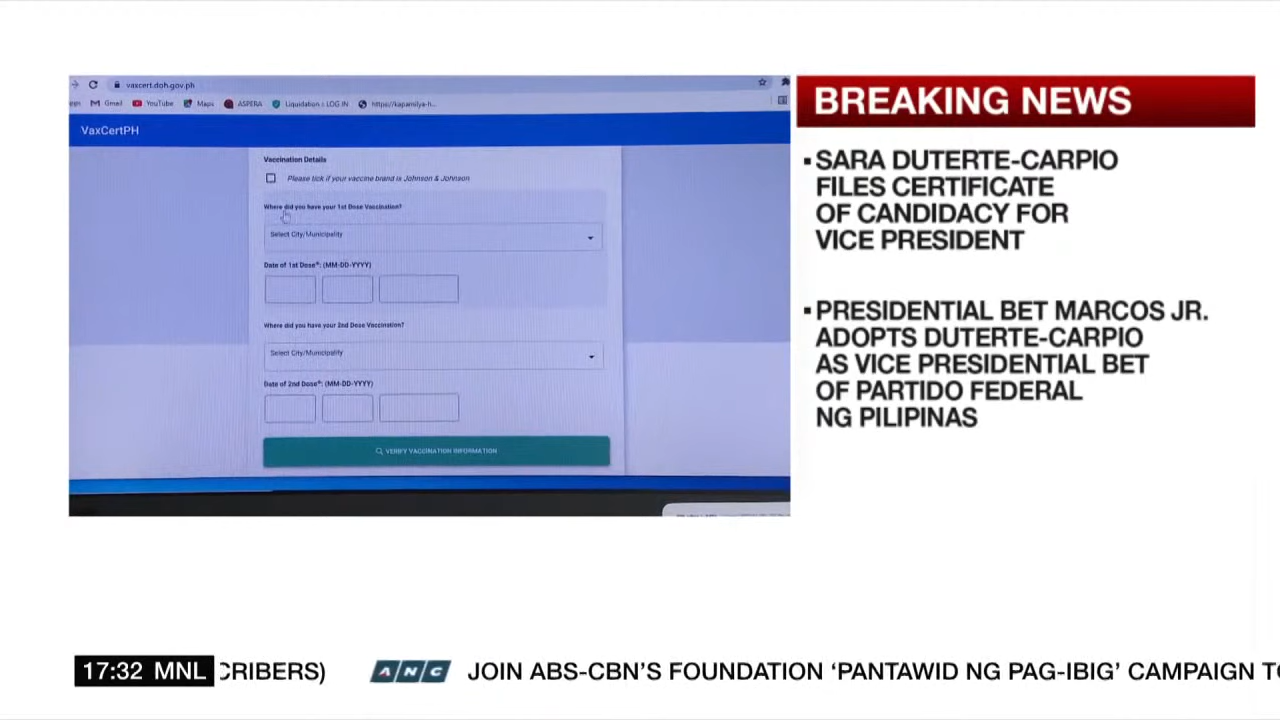 vaxcert.doh.gov.ph
Gmail YouTube Maps ASPERA Liquidation :: LOG IN https://kapamilya-h...
VaxCertPH
Vaccination Details
Please tick if your vaccine brand is Johnson & Johnson
Where did you have your 1st Dose Vaccination?
Select City/Municipality
Date of 1st Dose*: (MM-DD-YYYY)
Where did you have your 2nd Dose Vaccination?
Select City/Municipality
Date of 2nd Dose*: (MM-DD-YYYY)
VERIFY VACCINATION INFORMATION
BREAKING NEWS
▪SARA DUTERTE-CARPIO
FILES CERTIFICATE
OF CANDIDACY FOR
VICE PRESIDENT
▪PRESIDENTIAL BET MARCOS JR.
ADOPTS DUTERTE-CARPIO
AS VICE PRESIDENTIAL BET
OF PARTIDO FEDERAL
NG PILIPINAS
17:32 MNL CRIBERS) ANC JOIN ABS-CBN'S FOUNDATION 'PANTAWID NG PAG-IBIG' CAMPAIGN TO